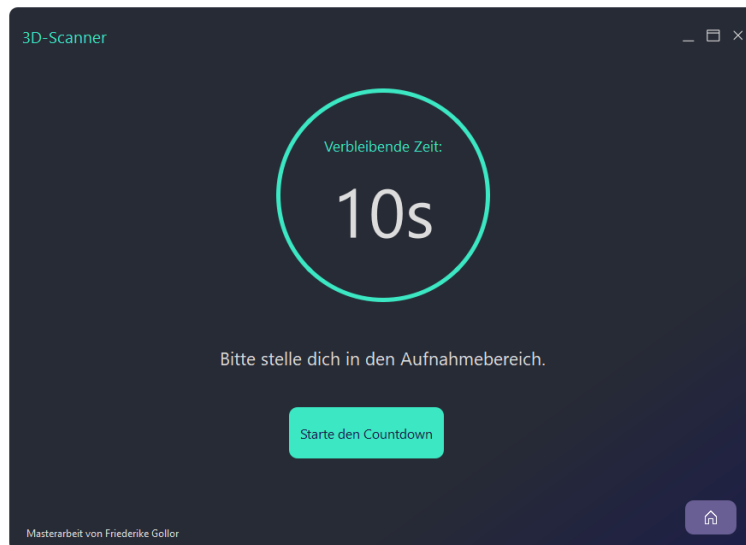 3D-Scanner
Verbleibende Zeit:
10s
Bitte stelle dich in den Aufnahmebereich.
Starte den Countdown
Masterarbeit von Friederike Gollor